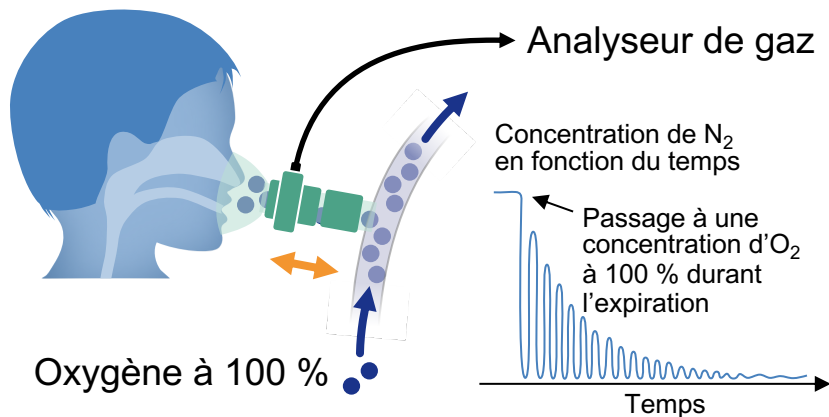 Analyseur de gaz
Concentration de N₂
en fonction du temps
Passage à une
concentration d’O₂
à 100 % durant
l’expiration
Oxygène à 100 %
Temps